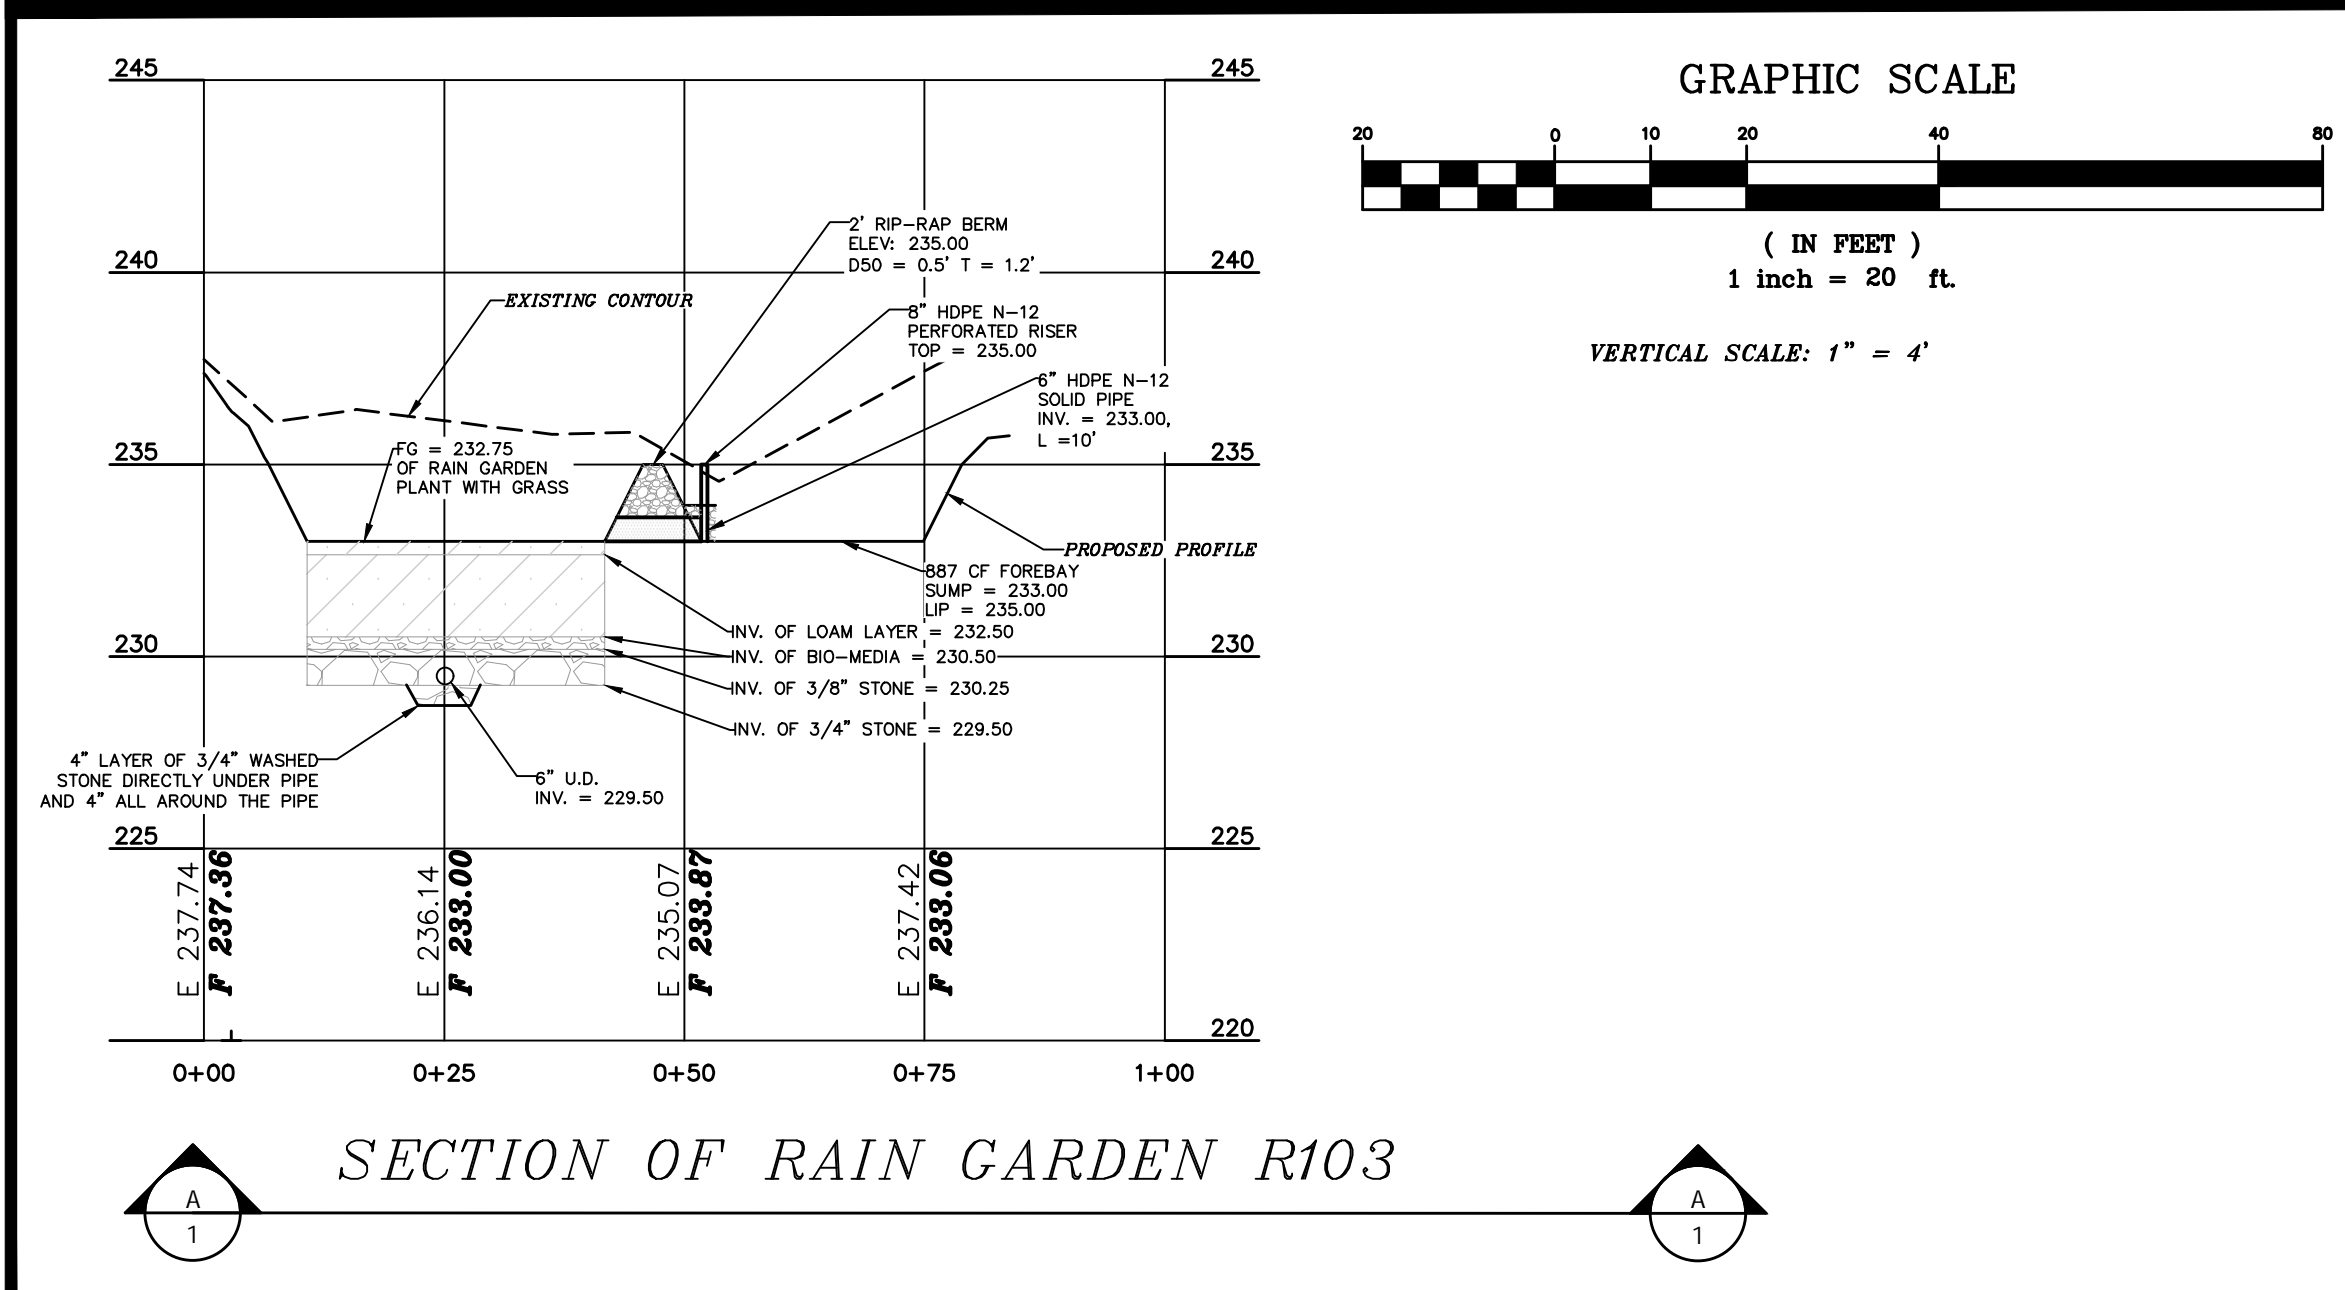 245
245
240
240
235
235
230
230
225
225
220
2' RIP-RAP BERM
ELEV: 235.00
D50 = 0.5' T = 1.2'
EXISTING CONTOUR
8" HDPE N-12
PERFORATED RISER
TOP = 235.00
6" HDPE N-12
SOLID PIPE
INV. = 233.00,
L =10'
FG = 232.75
OF RAIN GARDEN
PLANT WITH GRASS
PROPOSED PROFILE
887 CF FOREBAY
SUMP = 233.00
LIP = 235.00
INV. OF LOAM LAYER = 232.50
INV. OF BIO-MEDIA = 230.50
INV. OF 3/8" STONE = 230.25
INV. OF 3/4" STONE = 229.50
4" LAYER OF 3/4" WASHED
STONE DIRECTLY UNDER PIPE
AND 4" ALL AROUND THE PIPE
6" U.D.
INV. = 229.50
E 237.74
F 237.36
E 236.14
F 233.00
E 235.07
F 233.87
E 237.42
F 233.06
0+00
0+25
0+50
0+75
1+00
GRAPHIC SCALE
20 0 10 20 40 80
( IN FEET )
1 inch = 20 ft.
VERTICAL SCALE: 1" = 4'
SECTION OF RAIN GARDEN R103
A
1
A
1